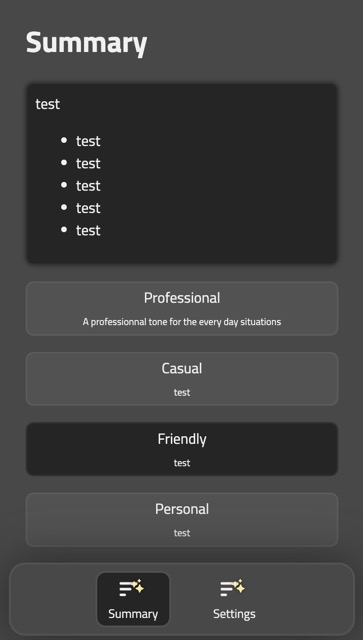 Summary
test
• test
• test
• test
• test
• test
Professional
A professionnal tone for the every day situations
Casual
test
Friendly
test
Personal
test
Summary
Settings